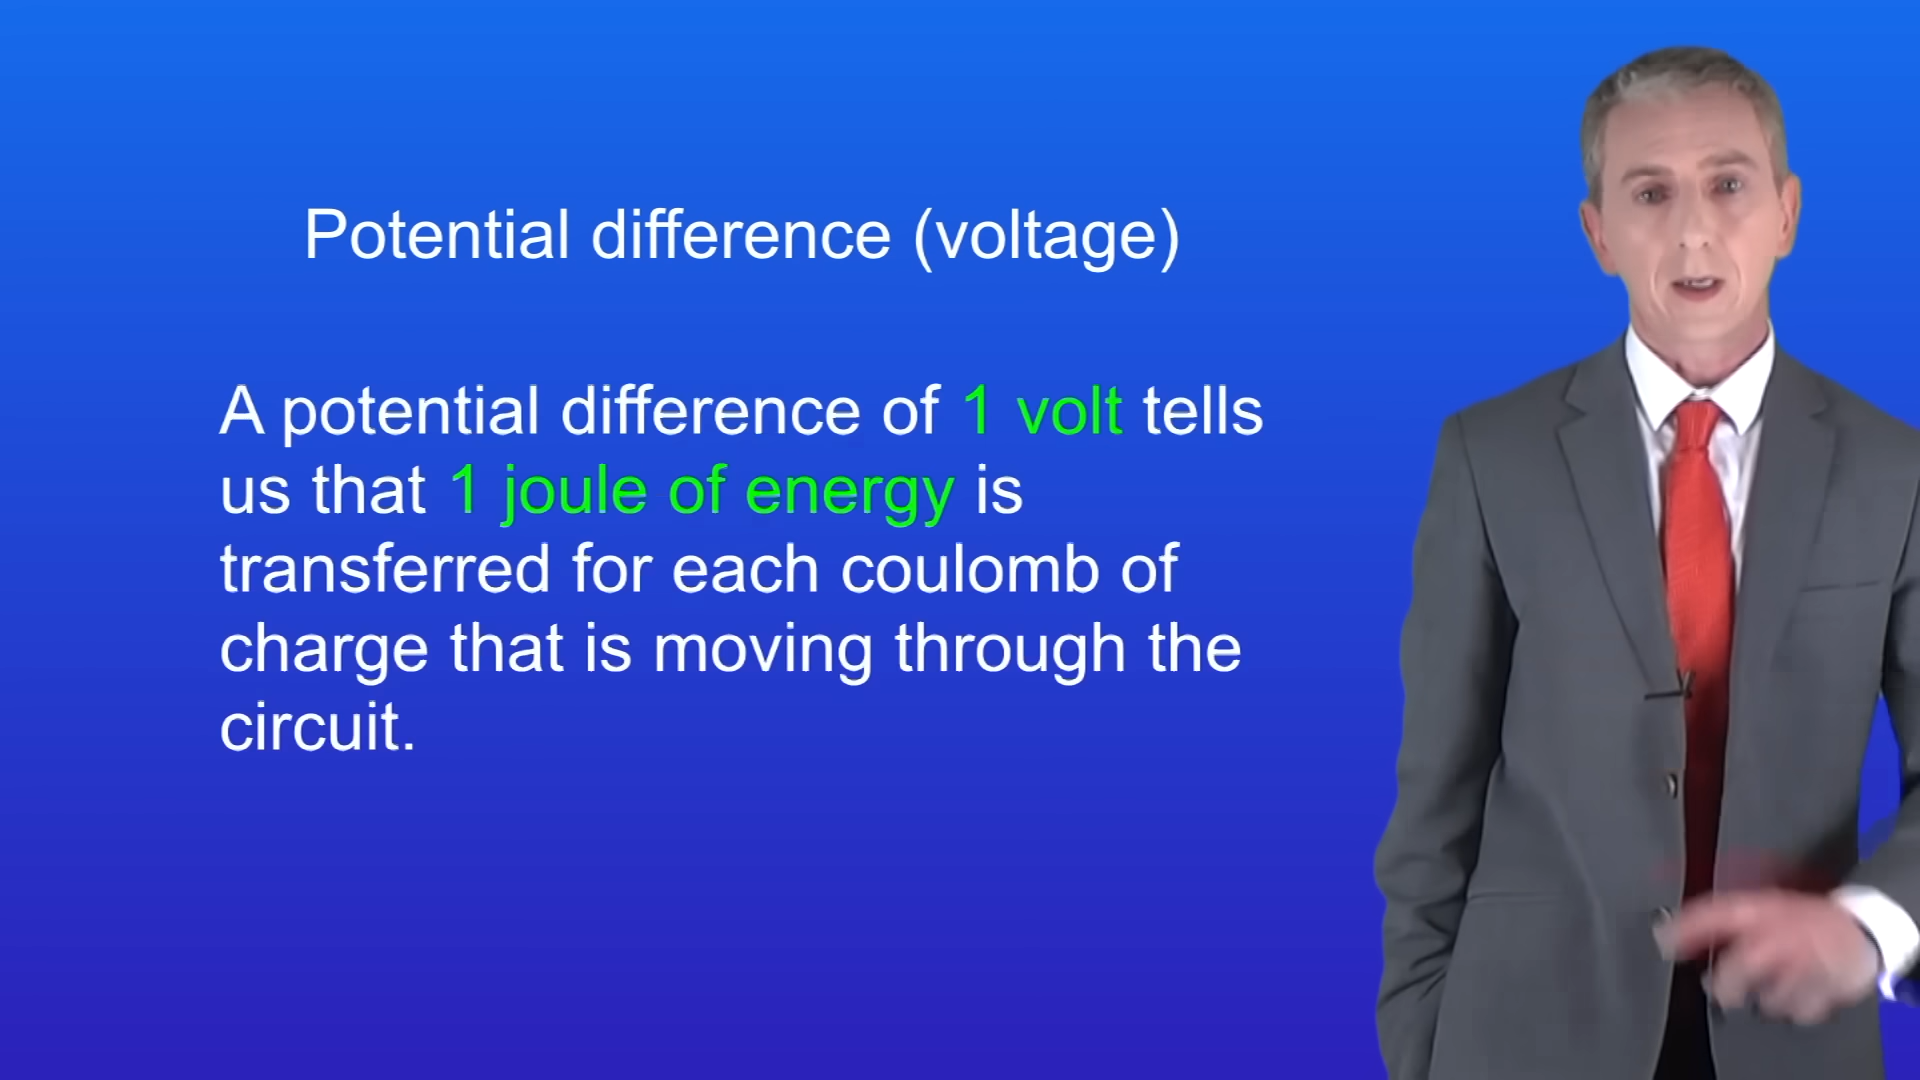 Potential difference (voltage)
A potential difference of 1 volt tells
us that 1 joule of energy is
transferred for each coulomb of
charge that is moving through the
circuit.